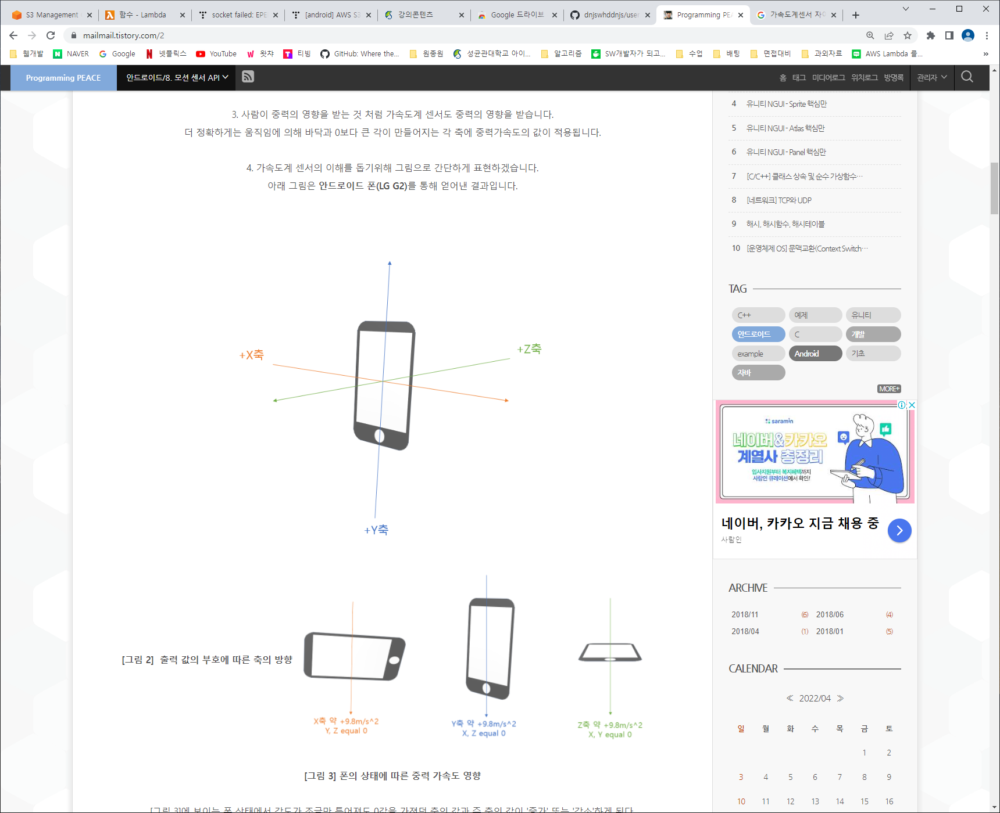 S3 Management
함수 - Lambda
socket failed: EPE
[android] AWS S3
강의콘텐츠
Google 드라이브
dnjswhddnjs/user
Programming PEA
가속도계센서 자이
mailmail.tistory.com/2
웹개발
NAVER
Google
넷플릭스
YouTube
왓챠
티빙
GitHub: Where the...
원종원
성균관대학교 아이...
알고리즘
SW개발자가 되고...
수업
배팅
면접대비
과외자료
AWS Lambda 를...
»
Programming PEACE
안드로이드/8. 모션 센서 API
홈 태그 미디어로그 위치로그 방명록
관리자
3. 사람이 중력의 영향을 받는 것 처럼 가속도계 센서도 중력의 영향을 받습니다.
더 정확하게는 움직임에 의해 바닥과 0보다 큰 각이 만들어지는 각 축에 중력가속도의 값이 적용됩니다.
4. 가속도계 센서의 이해를 돕기위해 그림으로 간단하게 표현하겠습니다.
아래 그림은 안드로이드 폰(LG G2)를 통해 얻어낸 결과입니다.
+X축
+Z축
+Y축
[그림 2] 출력 값의 부호에 따른 축의 방향
X축 약 +9.8m/s^2
Y, Z equal 0
Y축 약 +9.8m/s^2
X, Z equal 0
Z축 약 +9.8m/s^2
X, Y equal 0
[그림 3] 폰의 상태에 따른 중력 가속도 영향
[그림 3]에 보이는 폰 상태에서 각도가 조금만 틀어져도 0값을 가졌던 축의 값과 주 축의 값이 '증가' 또는 '감소'하게 된다
4 유니티 NGUI - Sprite 핵심만
5 유니티 NGUI - Atlas 핵심만
6 유니티 NGUI - Panel 핵심만
7 [C/C++] 클래스 상속 및 순수 가상함수…
8 [네트워크] TCP와 UDP
9 해시, 해시함수, 해시테이블
10 [운영체제 OS] 문맥교환(Context Switch…
TAG
C++ 예제 유니티
안드로이드 C 개발
example Android 기초
자바
MORE+
saramin
네이버&카카오
계열사 총정리
입사지원부터 복지혜택까지
사람인 큐레이션에서 확인!
네이버, 카카오 지금 채용 중
사람인
ARCHIVE
2018/11 (6) 2018/06 (4)
2018/04 (1) 2018/01 (5)
CALENDAR
≪ 2022/04 ≫
일 월 화 수 목 금 토
1 2
3 4 5 6 7 8 9
10 11 12 13 14 15 16